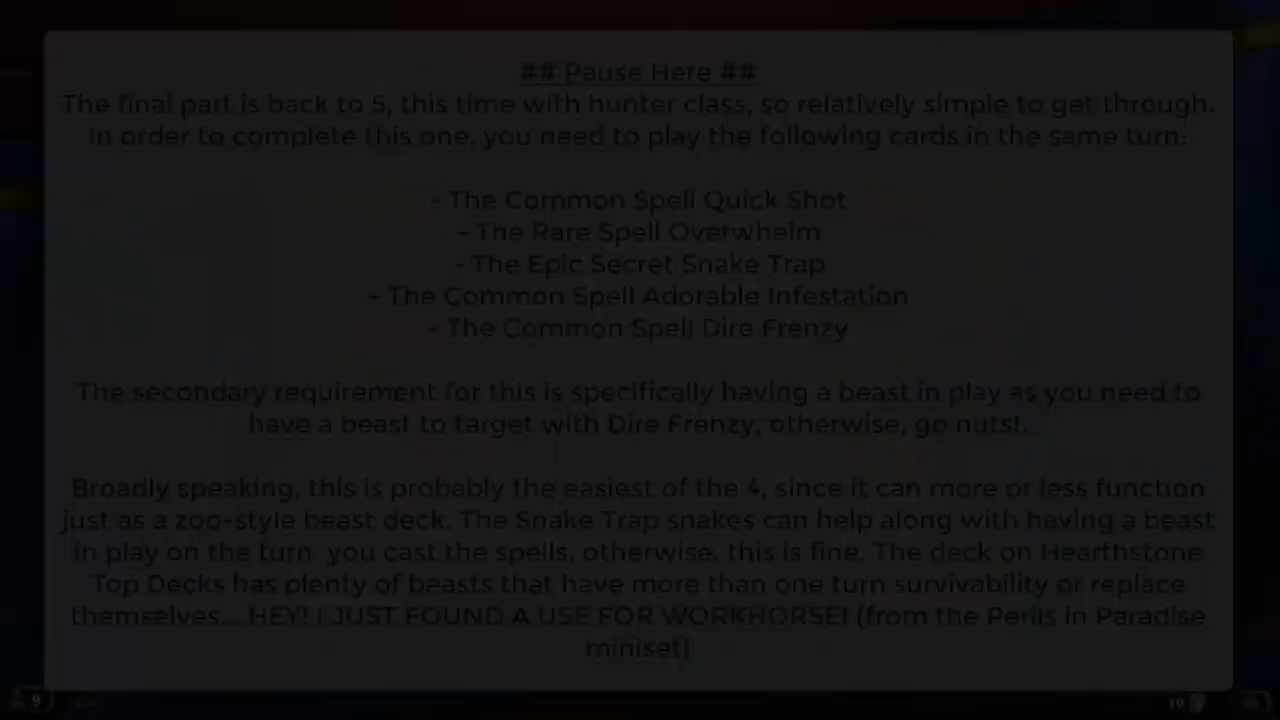 ## Pause Here ##
The final part is back to 5, this time with hunter class, so relatively simple to get through.
In order to complete this one, you need to play the following cards in the same turn:
- The Common Spell Quick Shot
- The Rare Spell Overwhelm
- The Epic Secret Snake Trap
- The Common Spell Adorable Infestation
- The Common Spell Dire Frenzy
The secondary requirement for this is specifically having a beast in play as you need to
have a beast to target with Dire Frenzy, otherwise, go nuts!
Broadly speaking, this is probably the easiest of the 4, since it can more or less function
just as a zoo-style beast deck. The Snake Trap snakes can help along with having a beast
in play on the turn you cast the spells, otherwise, this is fine. The deck on Hearthstone
Top Decks has plenty of beasts that have more than one turn survivability or replace
themselves... HEY! I JUST FOUND A USE FOR WORKHORSE! (from the Perils in Paradise
miniset)
9
10